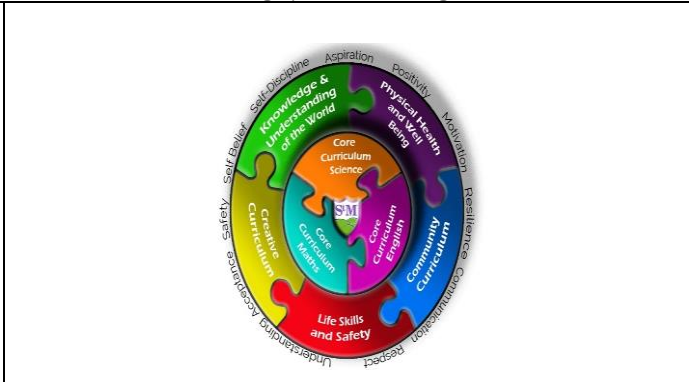 Aspiration
Positivity
Motivation
Resilience
Communication
Respect
Understanding
Acceptance
Safety
Self Belief
Self-Discipline
Knowledge &
Understanding
of the World
Physical Health
and Well
Being
Community
Curriculum
Life Skills
and Safety
Creative
Curriculum
Core
Curriculum
Science
Core
Curriculum
English
Core
Curriculum
Maths
S M